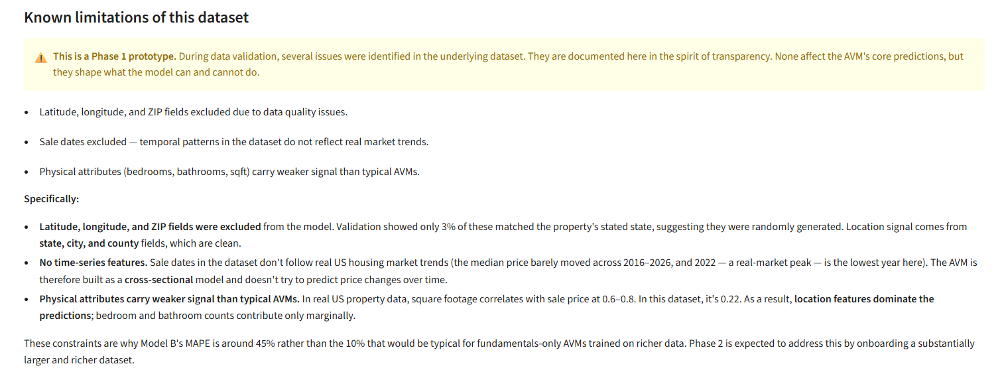 Known limitations of this dataset
This is a Phase 1 prototype. During data validation, several issues were identified in the underlying dataset. They are documented here in the spirit of transparency. None affect the AVM's core predictions, but
they shape what the model can and cannot do.
• Latitude, longitude, and ZIP fields excluded due to data quality issues.
• Sale dates excluded — temporal patterns in the dataset do not reflect real market trends.
• Physical attributes (bedrooms, bathrooms, sqft) carry weaker signal than typical AVMs.
Specifically:
• Latitude, longitude, and ZIP fields were excluded from the model. Validation showed only 3% of these matched the property's stated state, suggesting they were randomly generated. Location signal comes from
state, city, and county fields, which are clean.
• No time-series features. Sale dates in the dataset don't follow real US housing market trends (the median price barely moved across 2016–2026, and 2022 — a real-market peak — is the lowest year here). The AVM is
therefore built as a cross-sectional model and doesn't try to predict price changes over time.
• Physical attributes carry weaker signal than typical AVMs. In real US property data, square footage correlates with sale price at 0.6–0.8. In this dataset, it's 0.22. As a result, location features dominate the
predictions; bedroom and bathroom counts contribute only marginally.
These constraints are why Model B's MAPE is around 45% rather than the 10% that would be typical for fundamentals-only AVMs trained on richer data. Phase 2 is expected to address this by onboarding a substantially
larger and richer dataset.